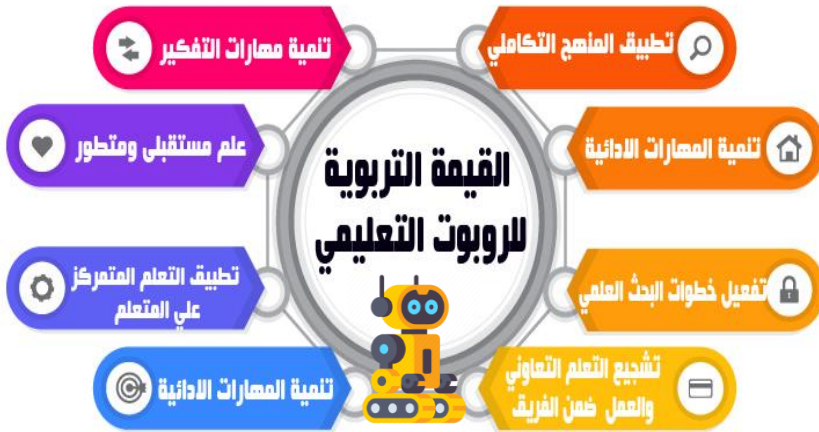 القيمة التربوية
للروبوت التعليمي
تطبيق المنهج التكاملي
تنمية المهارات الادائية
تفعيل خطوات البحث العلمي
تشجيع التعلم التعاوني
والعمل ضمن الفريق
تنمية مهارات التفكير
علم مستقبلي ومتطور
تطبيق التعلم المتمركز
علي المتعلم
تنمية المهارات الادائية